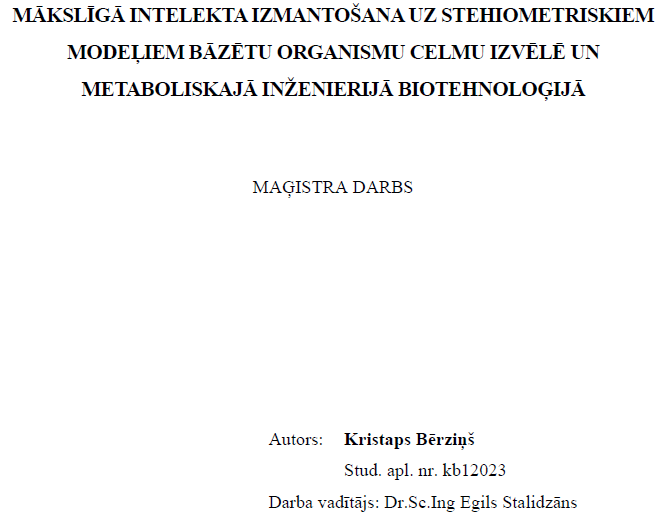 MĀKSLĪGĀ INTELEKTA IZMANTOŠANA UZ STEHIOMETRISKIEM
MODEĻIEM BĀZĒTU ORGANISMU CELMU IZVĒLĒ UN
METABOLISKAJĀ INŽENIERIJĀ BIOTEHNOLOĢIJĀ
MAĢISTRA DARBS
Autors: Kristaps Bērziņš
Stud. apl. nr. kb12023
Darba vadītājs: Dr.Sc.Ing Egils Stalidzāns